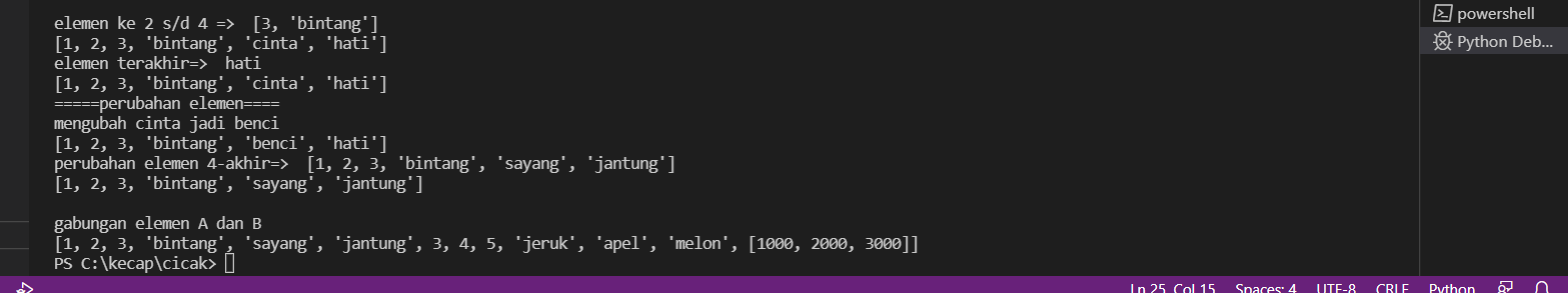 elemen ke 2 s/d 4 =>  [3, 'bintang']
[1, 2, 3, 'bintang', 'cinta', 'hati']
elemen terakhir=>  hati
[1, 2, 3, 'bintang', 'cinta', 'hati']
=====perubahan elemen====
mengubah cinta jadi benci
[1, 2, 3, 'bintang', 'benci', 'hati']
perubahan elemen 4-akhir=>  [1, 2, 3, 'bintang', 'sayang', 'jantung']
[1, 2, 3, 'bintang', 'sayang', 'jantung']
gabungan elemen A dan B
[1, 2, 3, 'bintang', 'sayang', 'jantung', 3, 4, 5, 'jeruk', 'apel', 'melon', [1000, 2000, 3000]]
PS C:\kecap\cicak>
powershell
Python Deb...
Ln 25, Col 15 Spaces: 4 UTF-8 CRLF Python